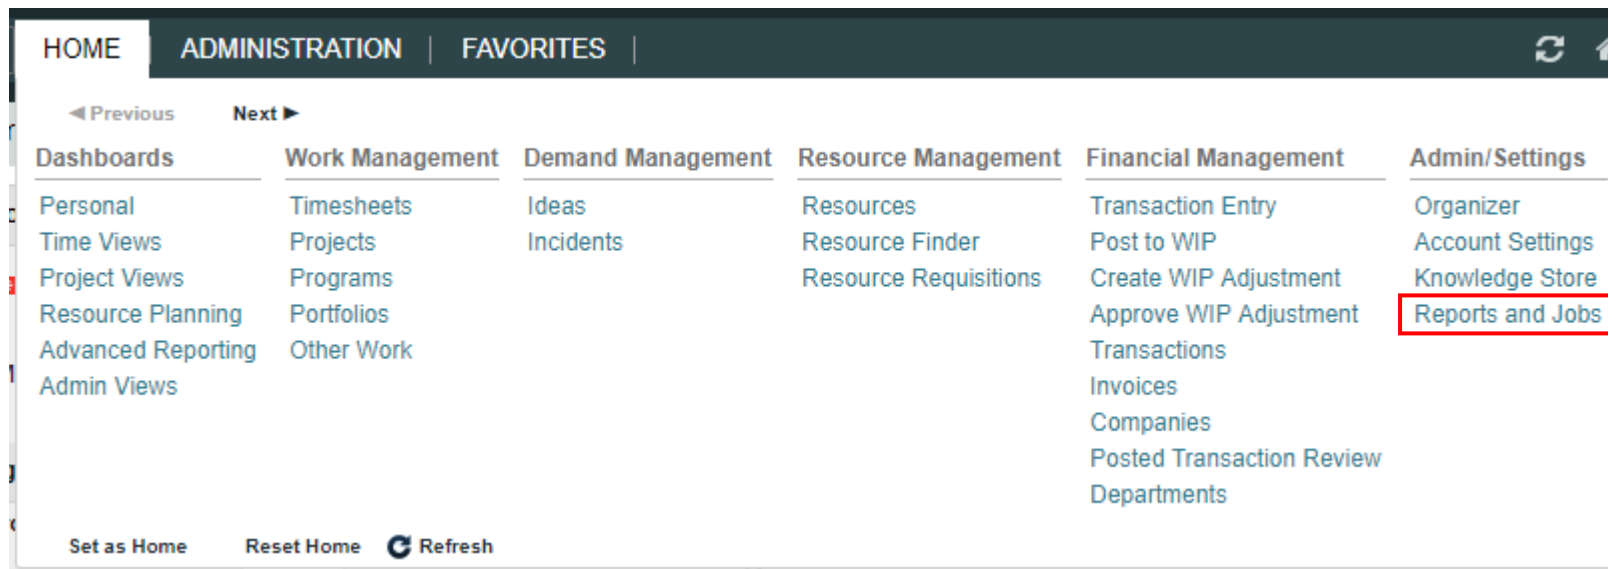 HOME | ADMINISTRATION | FAVORITES |
◀ Previous Next ▶
Dashboards
Personal
Time Views
Project Views
Resource Planning
Advanced Reporting
Admin Views
Work Management
Timesheets
Projects
Programs
Portfolios
Other Work
Demand Management
Ideas
Incidents
Resource Management
Resources
Resource Finder
Resource Requisitions
Financial Management
Transaction Entry
Post to WIP
Create WIP Adjustment
Approve WIP Adjustment
Transactions
Invoices
Companies
Posted Transaction Review
Departments
Admin/Settings
Organizer
Account Settings
Knowledge Store
Reports and Jobs
Set as Home Reset Home Refresh